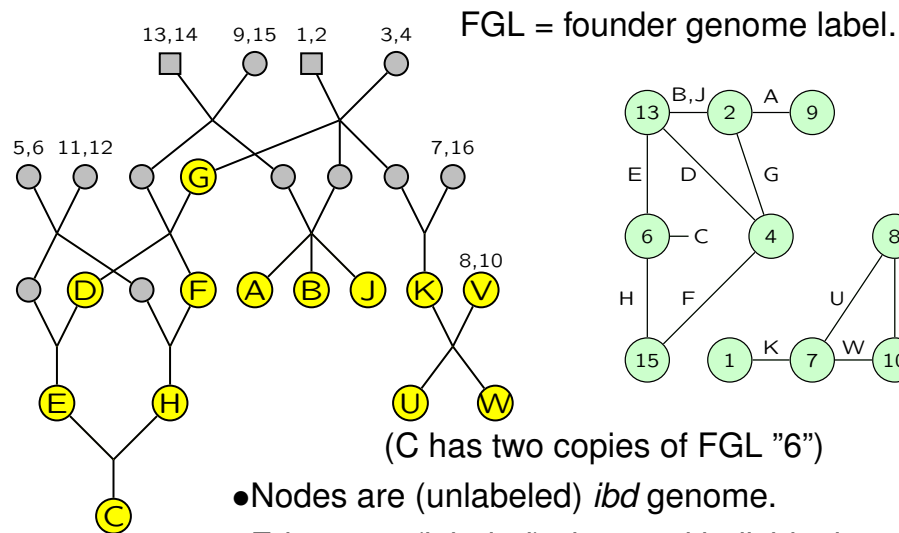 FGL = founder genome label.
13,14 9,15 1,2 3,4
5,6 11,12 7,16
G
8,10
D F A B J K V
E H U W
C
13 B,J 2 A 9
E D G
6 C 4 8
H F U
15 1 K 7 W 10
(C has two copies of FGL ”6”)
•Nodes are (unlabeled) ibd genome.